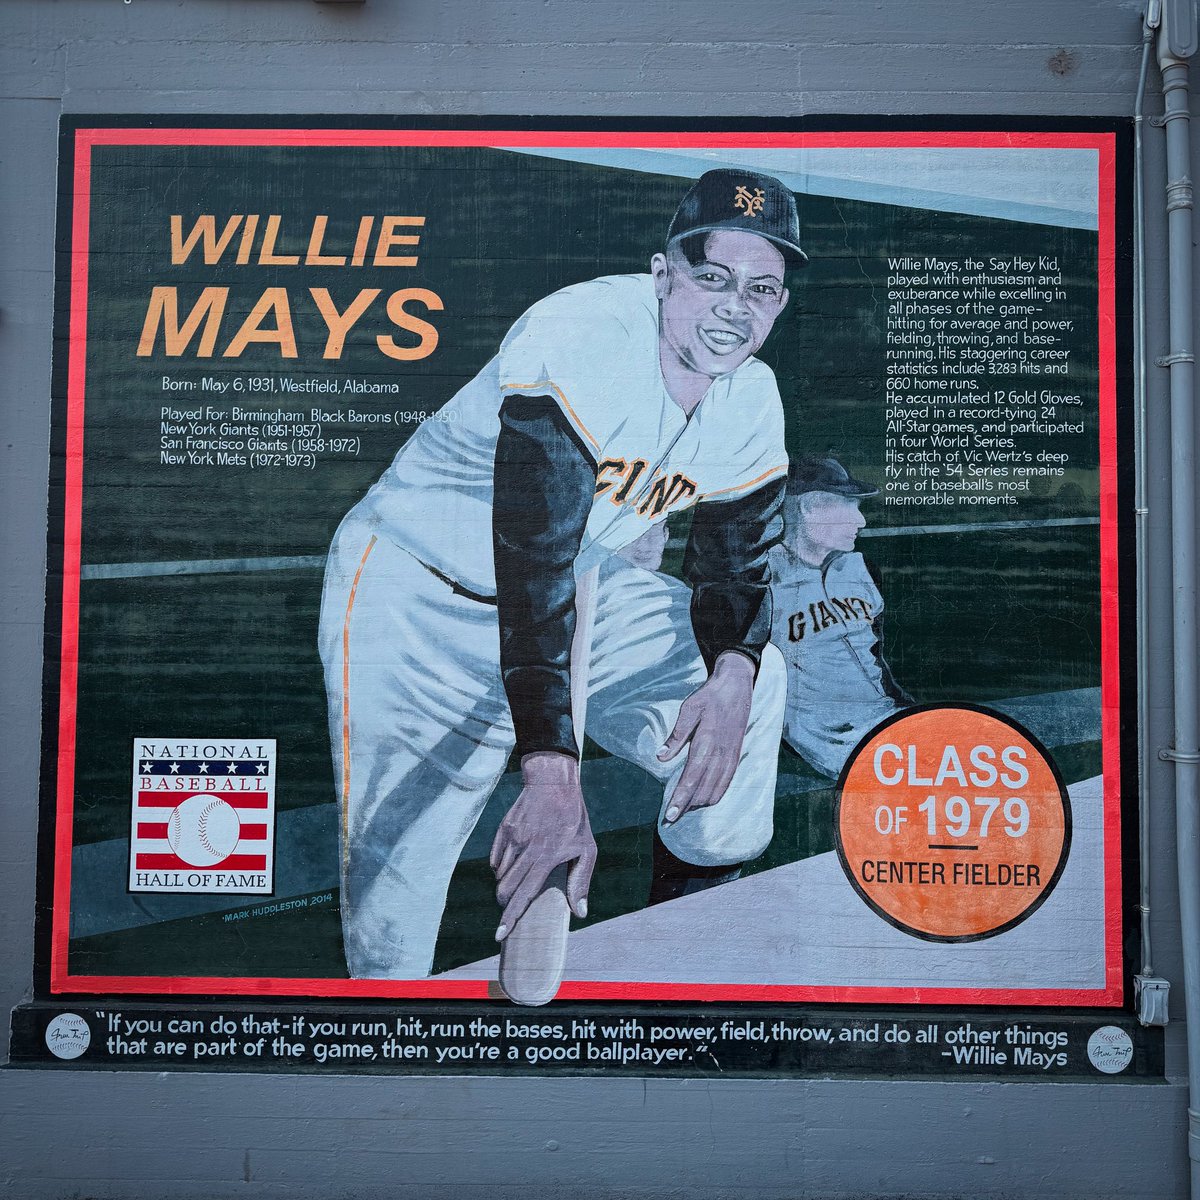 WILLIE
MAYS
Born: May 6, 1931, Westfield, Alabama
Played For: Birmingham Black Barons (1948-1950)
New York Giants (1951-1957)
San Francisco Giants (1958-1972)
New York Mets (1972-1973)
NY
Willie Mays, the Say Hey Kid,
played with enthusiasm and
exuberance while excelling in
all phases of the game-
hitting for average and power,
fielding, throwing, and base-
running. His staggering career
statistics include 3,283 hits and
660 home runs.
He accumulated 12 Gold Gloves,
played in a record-tying 24
All-Star games, and participated
in four World Series.
His catch of Vic Wertz's deep
fly in the '54 Series remains
one of baseball's most
memorable moments.
GIANT
GIANT
NATIONAL
BASEBALL
HALL OF FAME
MARK HUDDLESTON 2014
CLASS
OF 1979
CENTER FIELDER
"If you can do that-if you run, hit, run the bases, hit with power, field, throw, and do all other things
that are part of the game, then you're a good ballplayer."
-Willie Mays